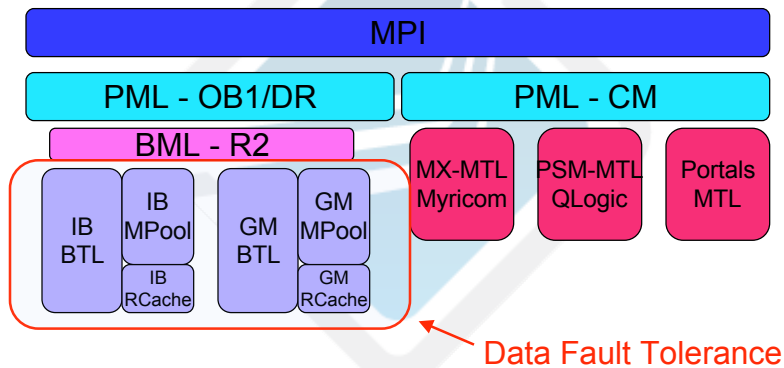 MPI
PML - OB1/DR
PML - CM
BML - R2
IB
BTL
IB
MPool
IB
RCache
GM
BTL
GM
MPool
GM
RCache
MX-MTL
Myricom
PSM-MTL
QLogic
Portals
MTL
Data Fault Tolerance